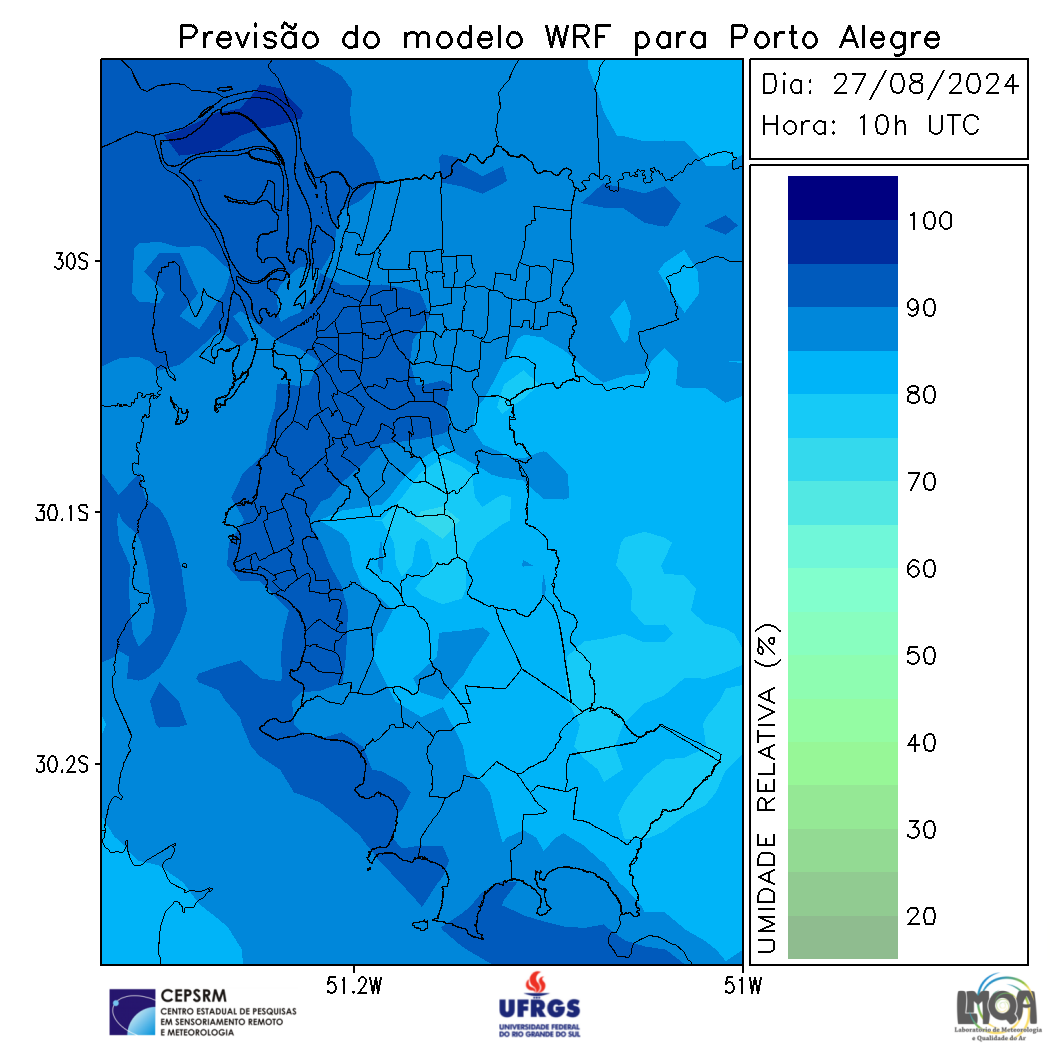 Previsão do modelo WRF para Porto Alegre
Dia: 27/08/2024
Hora: 10h UTC
30S
30.1S
30.2S
51.2W
51W
100
90
80
70
60
50
40
30
20
UMIDADE RELATIVA (%)
CEPSRM
CENTRO ESTADUAL DE PESQUISAS
EM SENSORIAMENTO REMOTO
E METEOROLOGIA
UFRGS
UNIVERSIDADE FEDERAL
DO RIO GRANDE DO SUL
LMQA
Laboratório de Meteorologia
e Qualidade do Ar